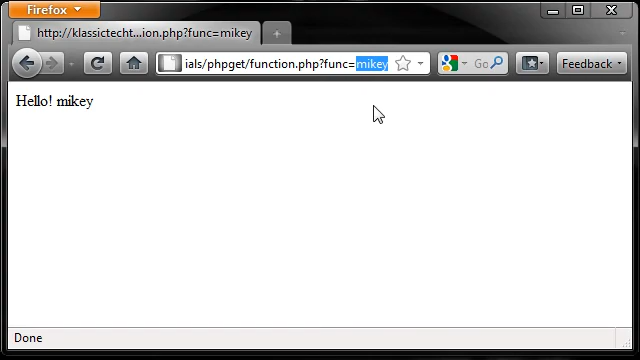 Firefox
http://klassictecht...ion.php?func=mikey
ials/phpget/function.php?func=mikey
Go
Feedback
Hello! mikey
Done